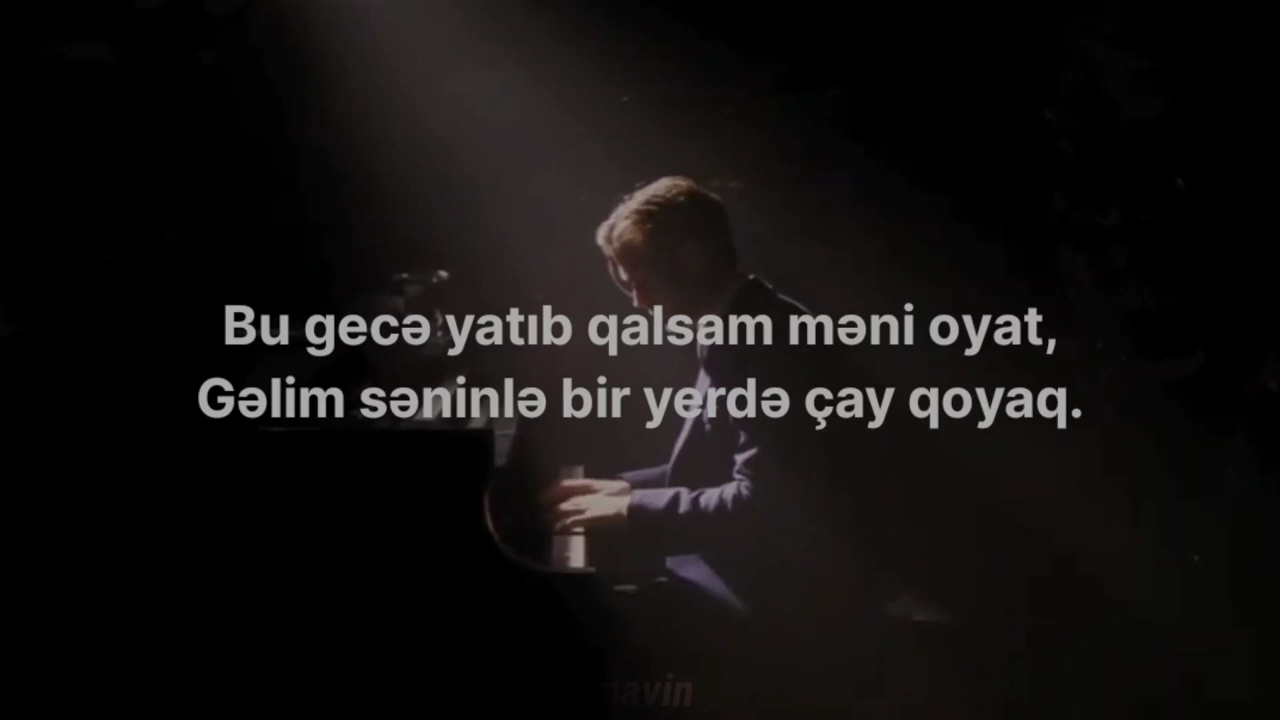 Bu gecə yatıb qalsam məni oyat,
Gəlim səninlə bir yerdə çay qoyaq.